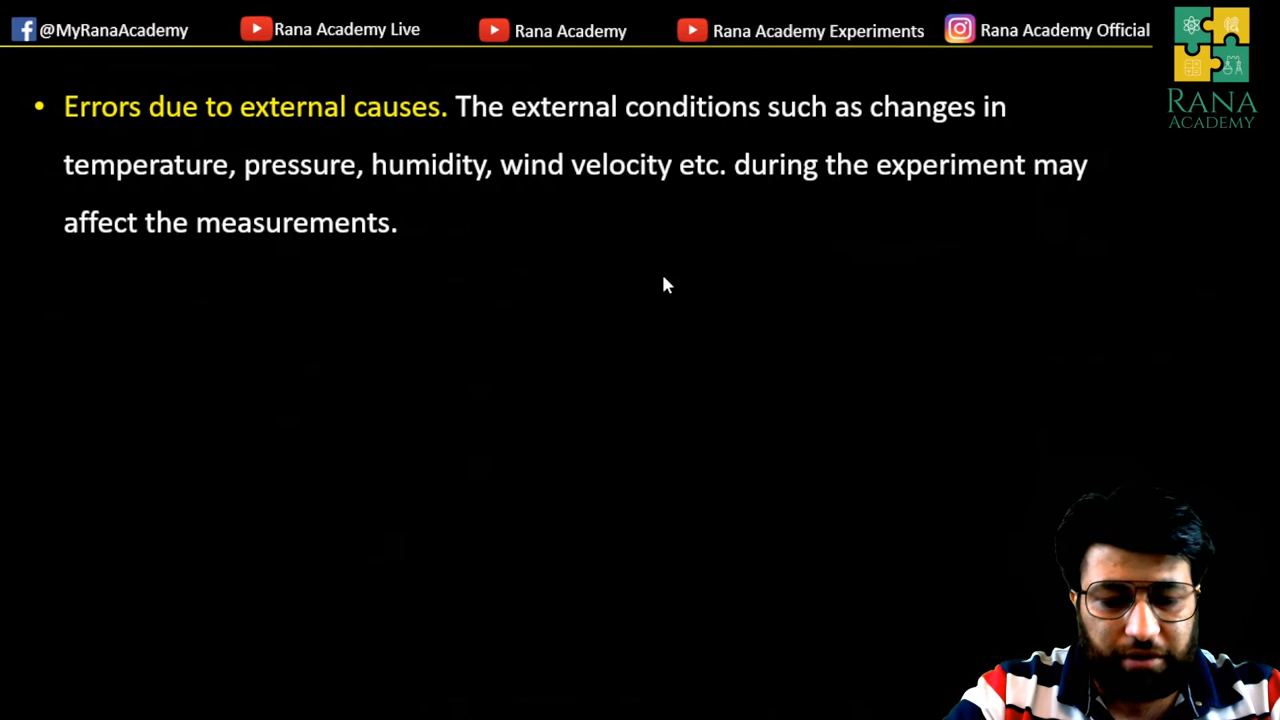 @MyRanaAcademy Rana Academy Live Rana Academy Rana Academy Experiments Rana Academy Official
RANA
ACADEMY
• Errors due to external causes. The external conditions such as changes in
temperature, pressure, humidity, wind velocity etc. during the experiment may
affect the measurements.